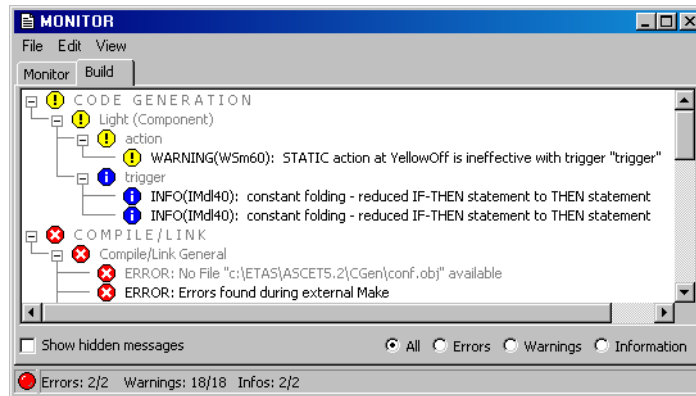 MONITOR
File Edit View
Monitor Build
CODE GENERATION
Light (Component)
action
WARNING(WSm60): STATIC action at YellowOff is ineffective with trigger "trigger"
trigger
INFO(IMdl40): constant folding - reduced IF-THEN statement to THEN statement
INFO(IMdl40): constant folding - reduced IF-THEN statement to THEN statement
COMPILE/LINK
Compile/Link General
ERROR: No File "c:\ETAS\ASCET5.2\CGen\conf.obj" available
ERROR: Errors found during external Make
Show hidden messages All Errors Warnings Information
Errors: 2/2 Warnings: 18/18 Infos: 2/2